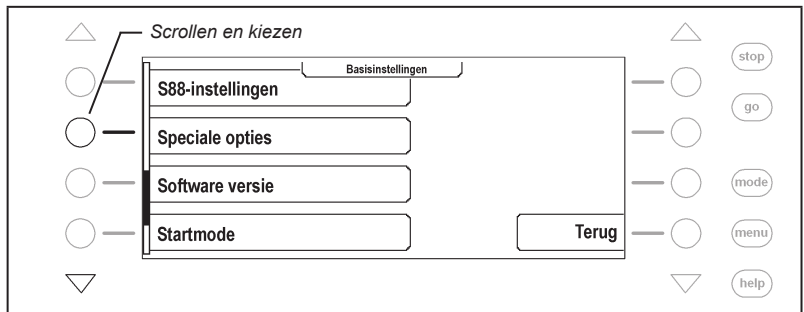 Scrollen en kiezen
Basisinstellingen
S88-instellingen
Speciale opties
Software versie
Startmode
Terug
stop
go
mode
menu
help